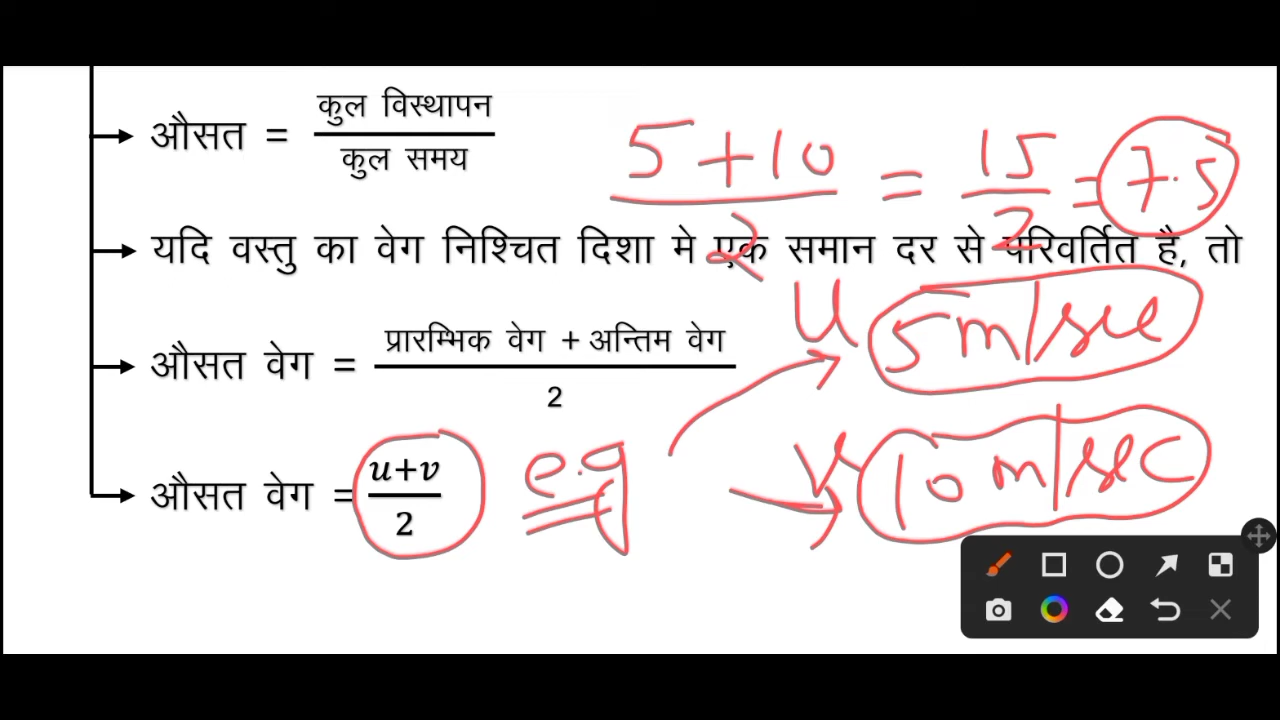 औसत = कुल विस्थापन / कुल समय
5+10 / 2 = 15 / 2 = 7.5
यदि वस्तु का वेग निश्चित दिशा मे एक समान दर से परिवर्तित है, तो
u 5m/sec
औसत वेग = प्रारम्भिक वेग + अन्तिम वेग / 2
v 10m/sec
औसत वेग = u+v / 2 e.g